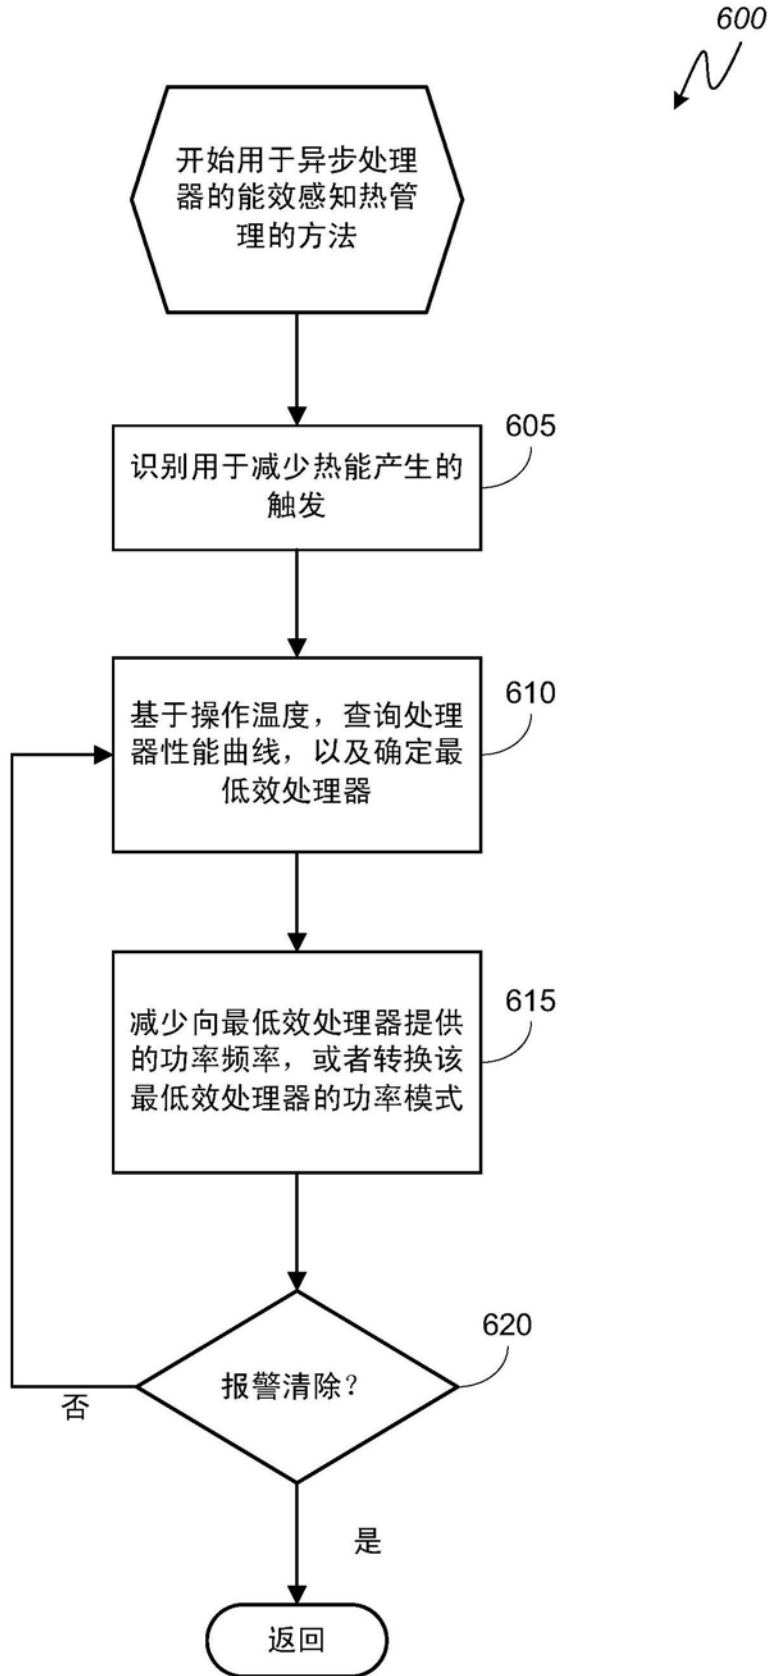 600
开始用于异步处理
器的能效感知热管
理的方法
605
识别用于减少热能产生的
触发
610
基于操作温度，查询处理
器性能曲线，以及确定最
低效处理器
615
减少向最低效处理器提供
的功率频率，或者转换该
最低效处理器的功率模式
620
报警清除？
否
是
返回